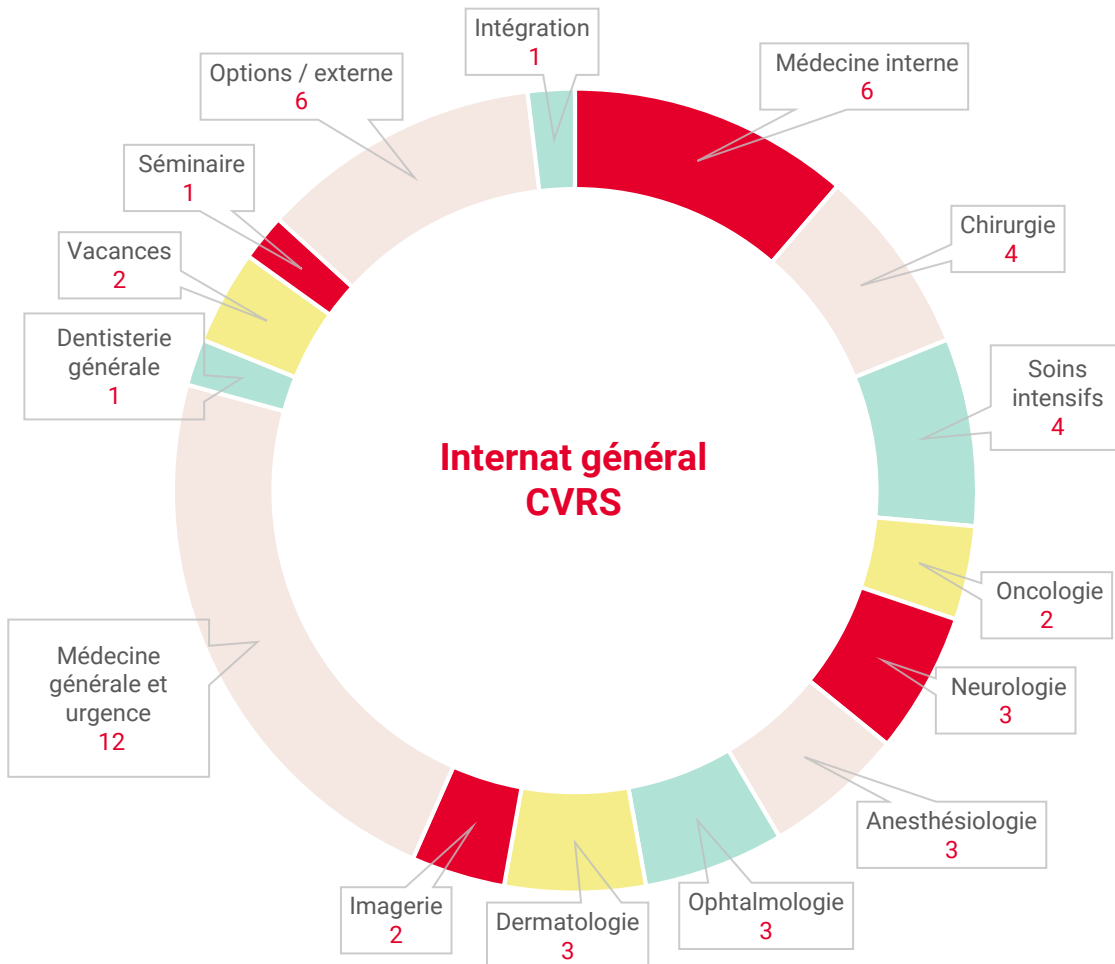 Intégration
1
Médecine interne
6
Chirurgie
4
Soins
intensifs
4
Oncologie
2
Neurologie
3
Anesthésiologie
3
Ophtalmologie
3
Dermatologie
3
Imagerie
2
Médecine
générale et
urgence
12
Dentisterie
générale
1
Vacances
2
Séminaire
1
Options / externe
6
Internat général
CVRS